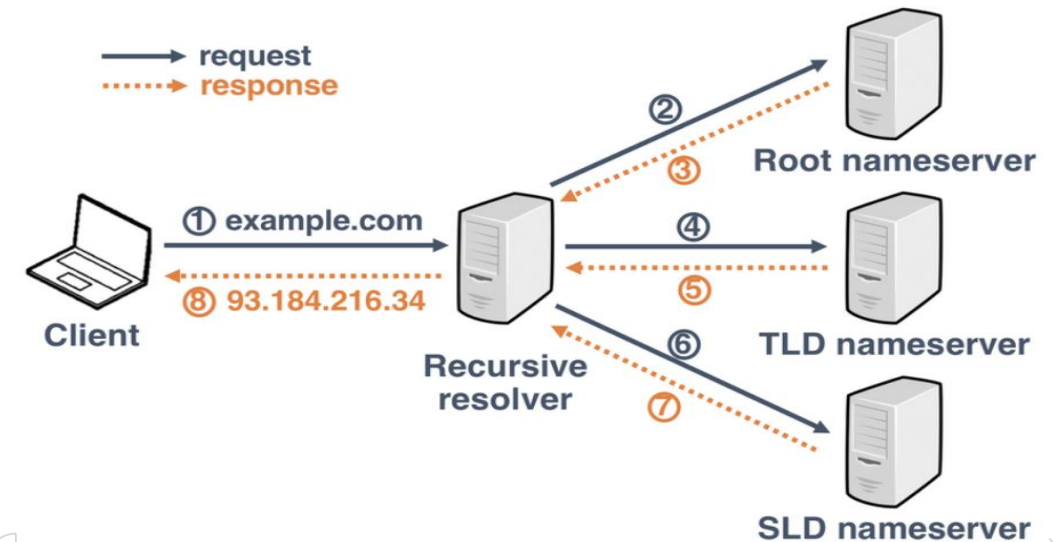 request
response
②
③
Root nameserver
① example.com
④
⑤
⑧ 93.184.216.34
Client
⑥
TLD nameserver
Recursive
resolver
⑦
SLD nameserver